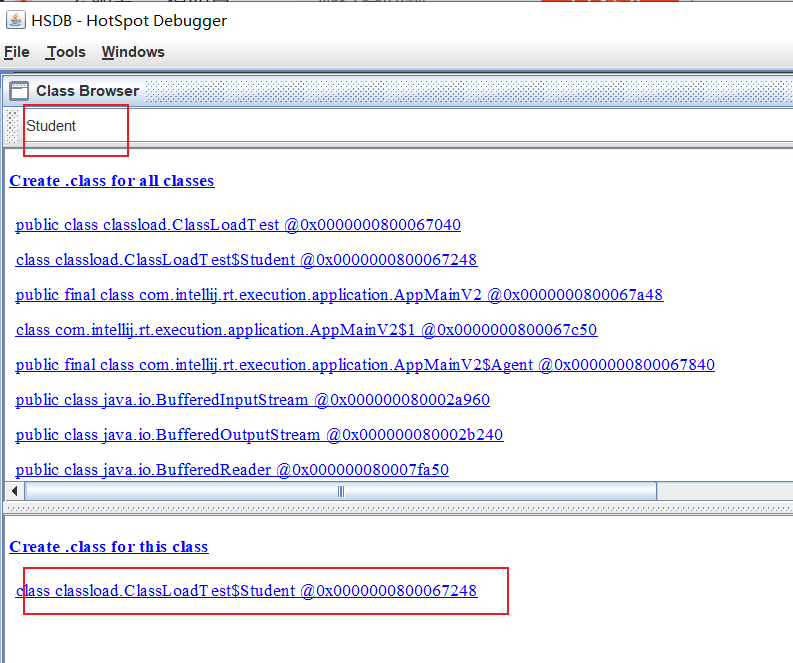 HSDB - HotSpot Debugger
File Tools Windows
Class Browser
Student
Create .class for all classes
public class classload.ClassLoadTest @0x0000000800067040
class classload.ClassLoadTest$Student @0x0000000800067248
public final class com.intellij.rt.execution.application.AppMainV2 @0x0000000800067a48
class com.intellij.rt.execution.application.AppMainV2$1 @0x0000000800067c50
public final class com.intellij.rt.execution.application.AppMainV2$Agent @0x0000000800067840
public class java.io.BufferedInputStream @0x000000080002a960
public class java.io.BufferedOutputStream @0x000000080002b240
public class java.io.BufferedReader @0x000000080007fa50
Create .class for this class
class classload.ClassLoadTest$Student @0x0000000800067248